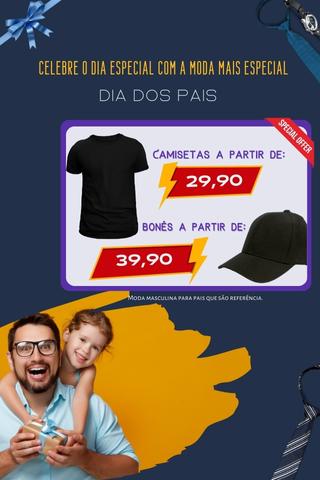 CELEBRE O DIA ESPECIAL COM A MODA MAIS ESPECIAL
DIA DOS PAIS
SPECIAL OFFER
CAMISETAS A PARTIR DE:
29,90
BONÊS A PARTIR DE:
39,90
MODA MASCULINA PARA PAIS QUE SÃO REFERÊNCIA.